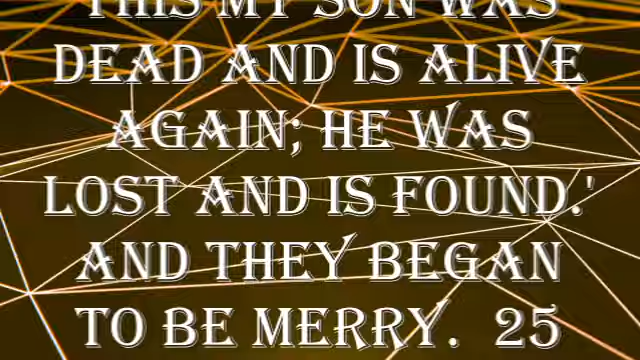 THIS MY SON WAS
DEAD AND IS ALIVE
AGAIN; HE WAS
LOST AND IS FOUND.'
AND THEY BEGAN
TO BE MERRY. 25